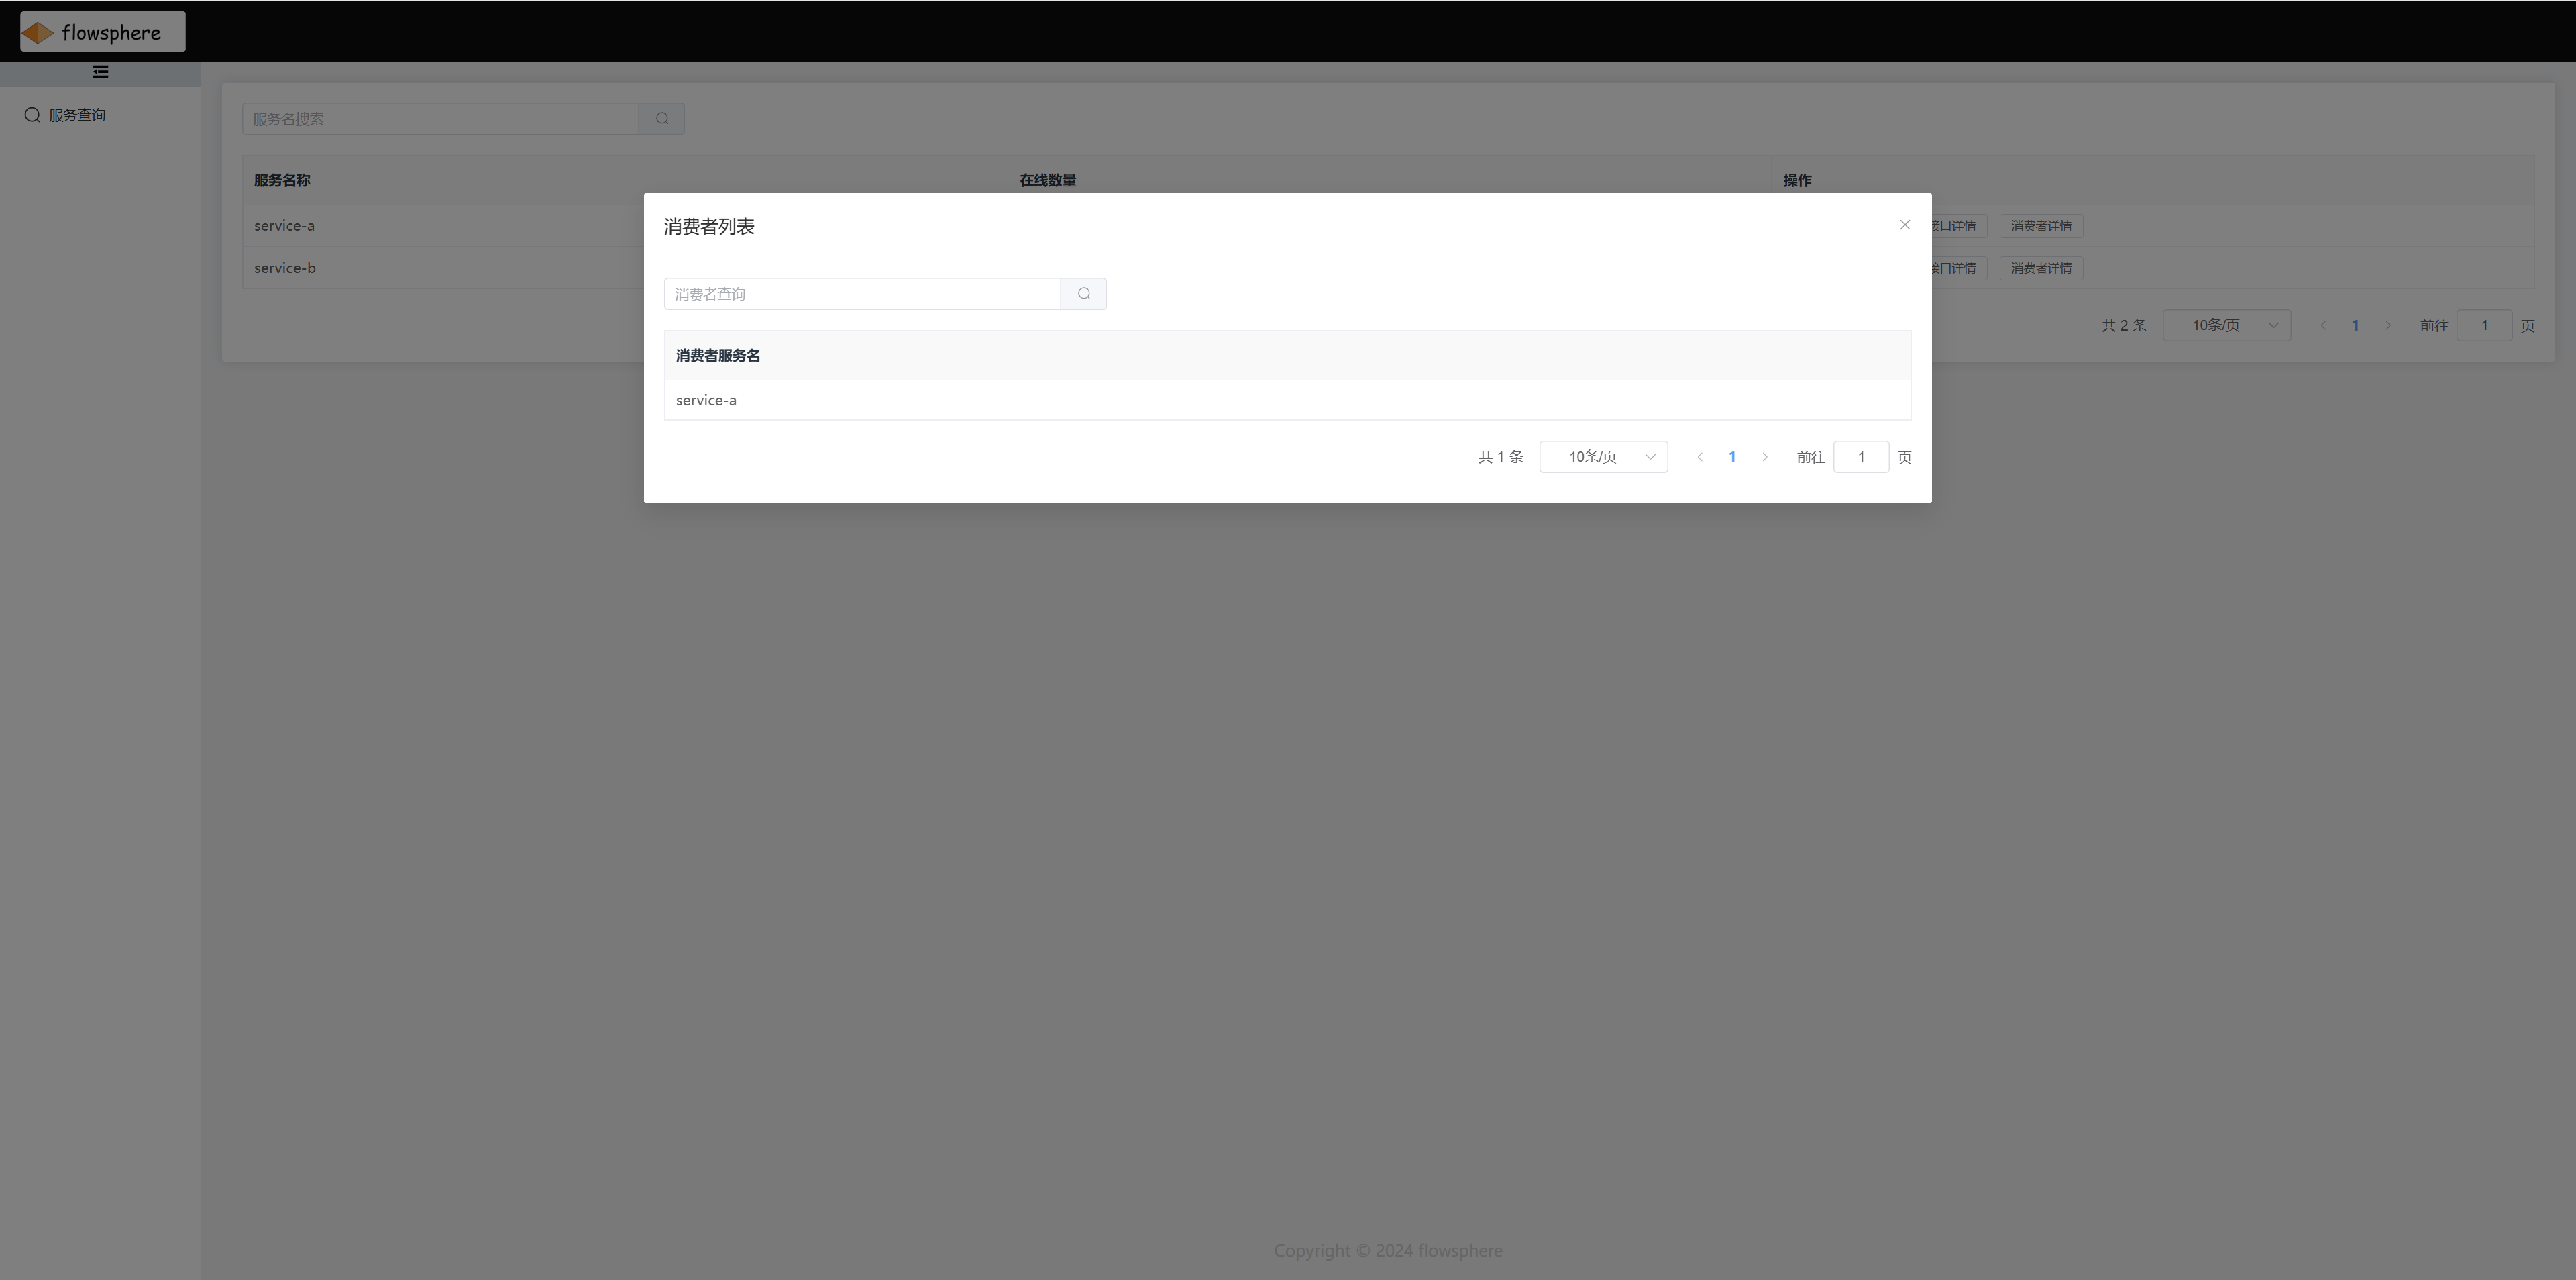 flowsphere
服务查询
服务名搜索
服务名称 在线数量 操作
service-a 接口详情 消费者详情
service-b 接口详情 消费者详情
共 2 条 10条/页 1 前往 1 页
消费者列表
消费者查询
消费者服务名
service-a
共 1 条 10条/页 1 前往 1 页
Copyright © 2024 flowsphere